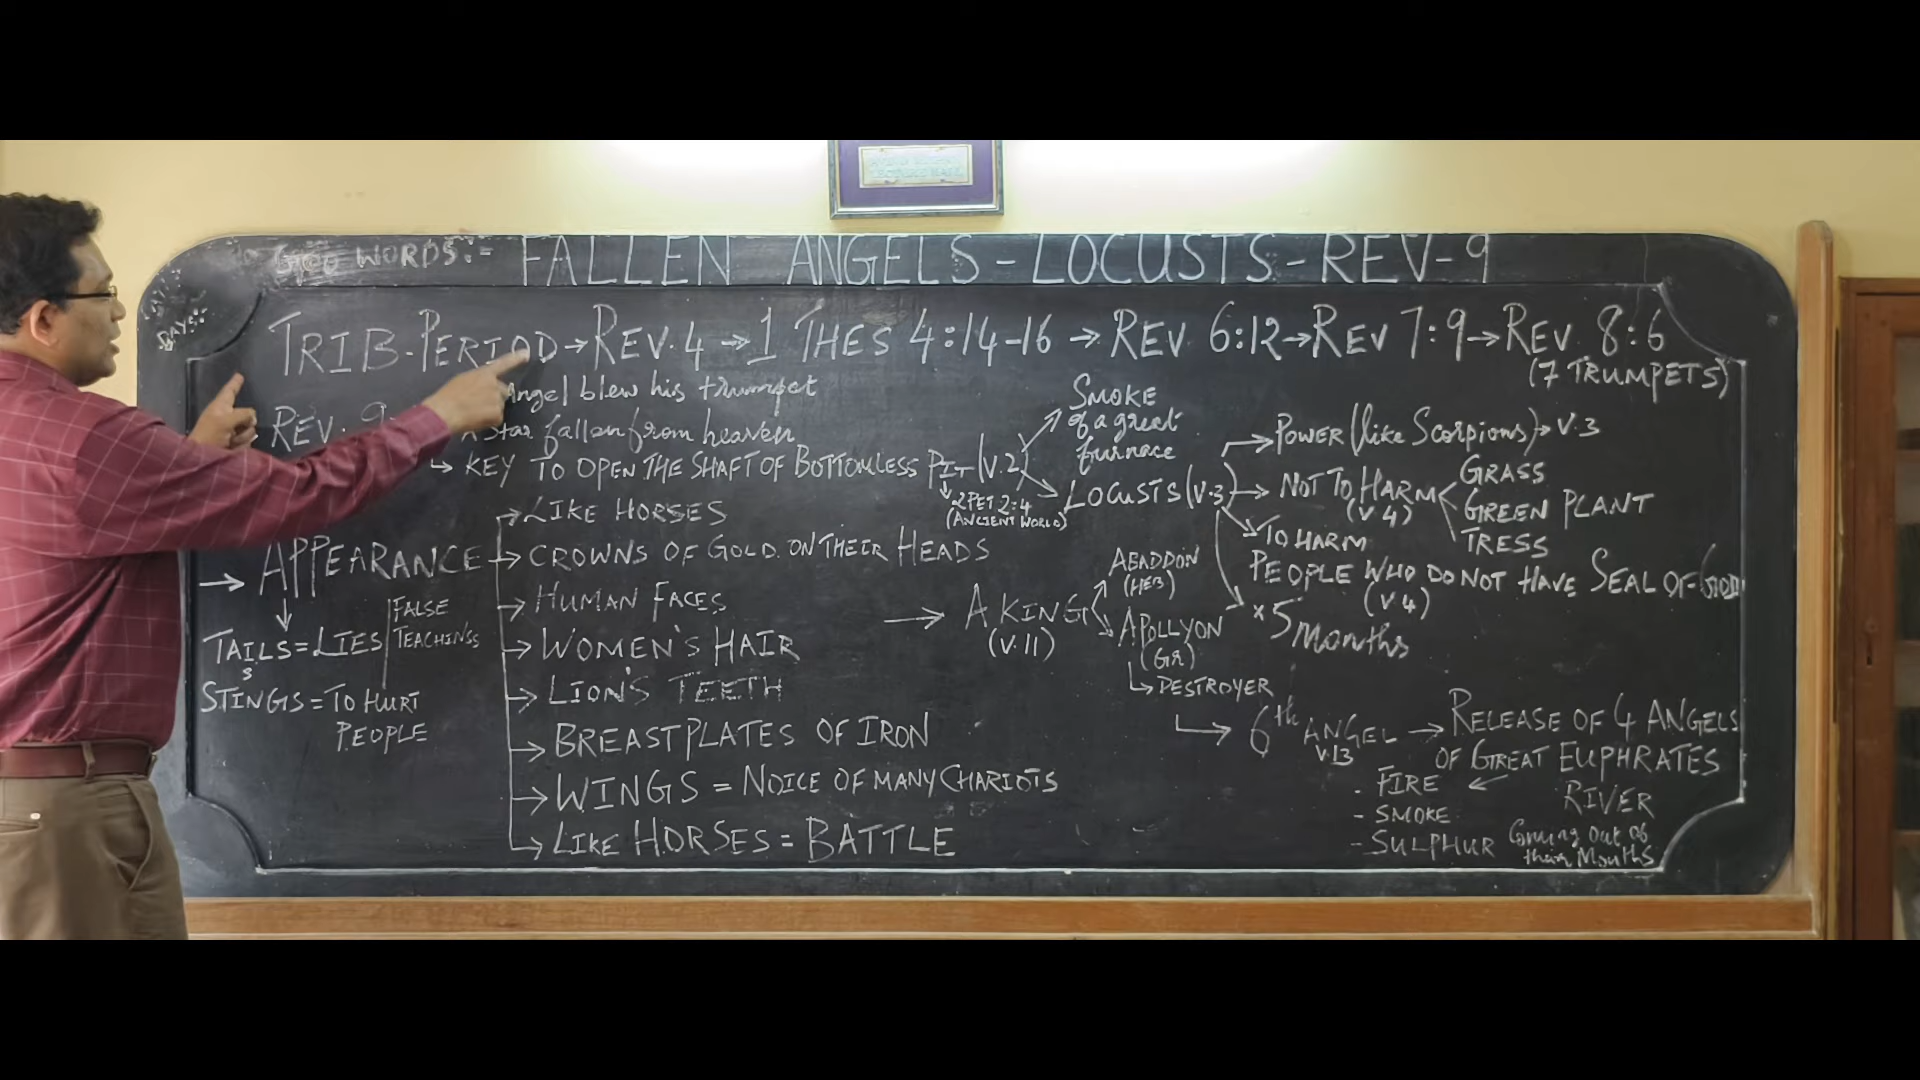 WORDS:- FALLEN ANGELS - LOCUSTS - REV - 9
DAYS:-
TRIB-PERIOD → REV. 4 → 1 THES 4:14-16 → REV 6:12 → REV 7:9 → REV 8:6
(7 TRUMPETS)
REV. 9
Angel blew his trumpet
A star fallen from heaven
↳ KEY TO OPEN THE SHAFT OF BOTTOMLESS PIT (V.2)
2 PET 2:4
(ANCIENT WORLD)
SMOKE
of a great
furnace
LOCUSTS (V.3)
→ POWER (like Scorpions) → V.3
→ NOT TO HARM
(V.4)
GRASS
GREEN PLANT
TRESS
TO HARM
PEOPLE WHO DO NOT HAVE SEAL OF GOD
(V.4)
* 5 Months
→ APPEARANCE
→ LIKE HORSES
→ CROWNS OF GOLD ON THEIR HEADS
→ HUMAN FACES
→ WOMEN'S HAIR
→ LION'S TEETH
→ BREASTPLATES OF IRON
→ WINGS = NOICE OF MANY CHARIOTS
↳ LIKE HORSES = BATTLE
TAILS = LIES
FALSE
TEACHINGS
STINGS = TO HURT
PEOPLE
→ A KING
(V.11)
ABADDON
(HEB)
APOLLYON
(GR)
↳ DESTROYER
↳ 6th ANGEL → RELEASE OF 4 ANGELS
V.13
OF GREAT EUPHRATES
RIVER
- FIRE
- SMOKE
- SULPHUR Coming out of
their Mouths